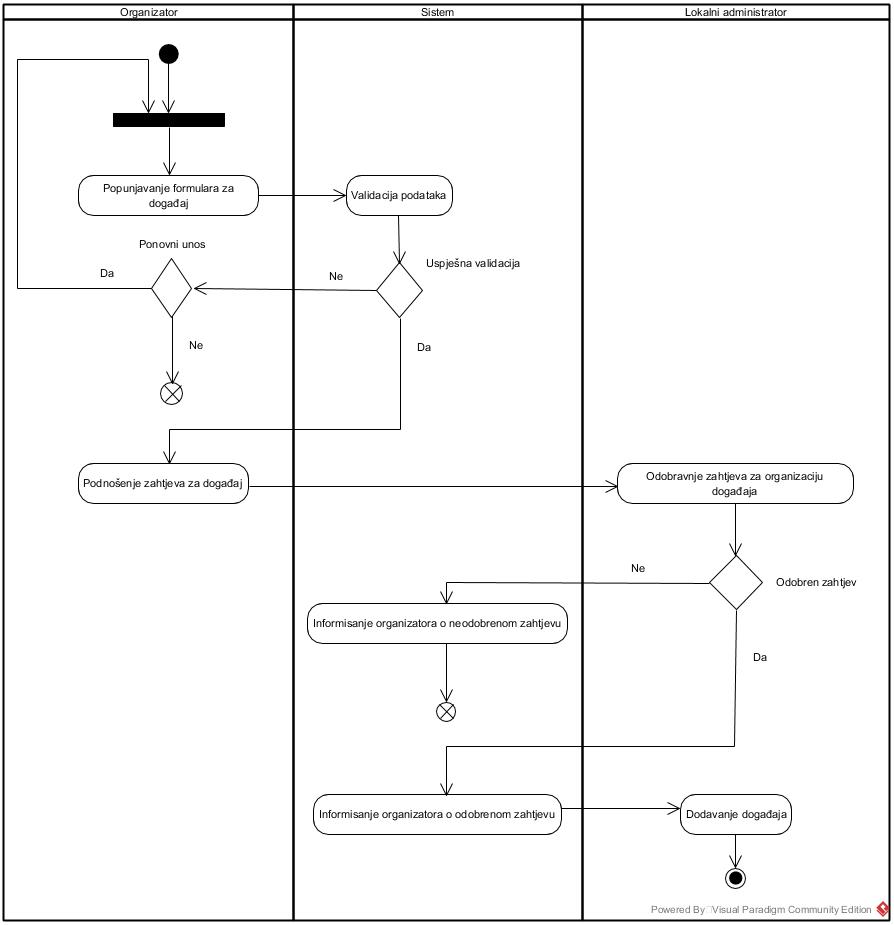 Organizator
Sistem
Lokalni administrator
Popunjavanje formulara za
događaj
Validacija podataka
Ponovni unos
Uspješna validacija
Da
Ne
Ne
Da
Podnošenje zahtjeva za događaj
Odobravnje zahtjeva za organizaciju
događaja
Ne
Odobren zahtjev
Informisanje organizatora o neodobrenom zahtjevu
Da
Informisanje organizatora o odobrenom zahtjevu
Dodavanje događaja
Powered By Visual Paradigm Community Edition